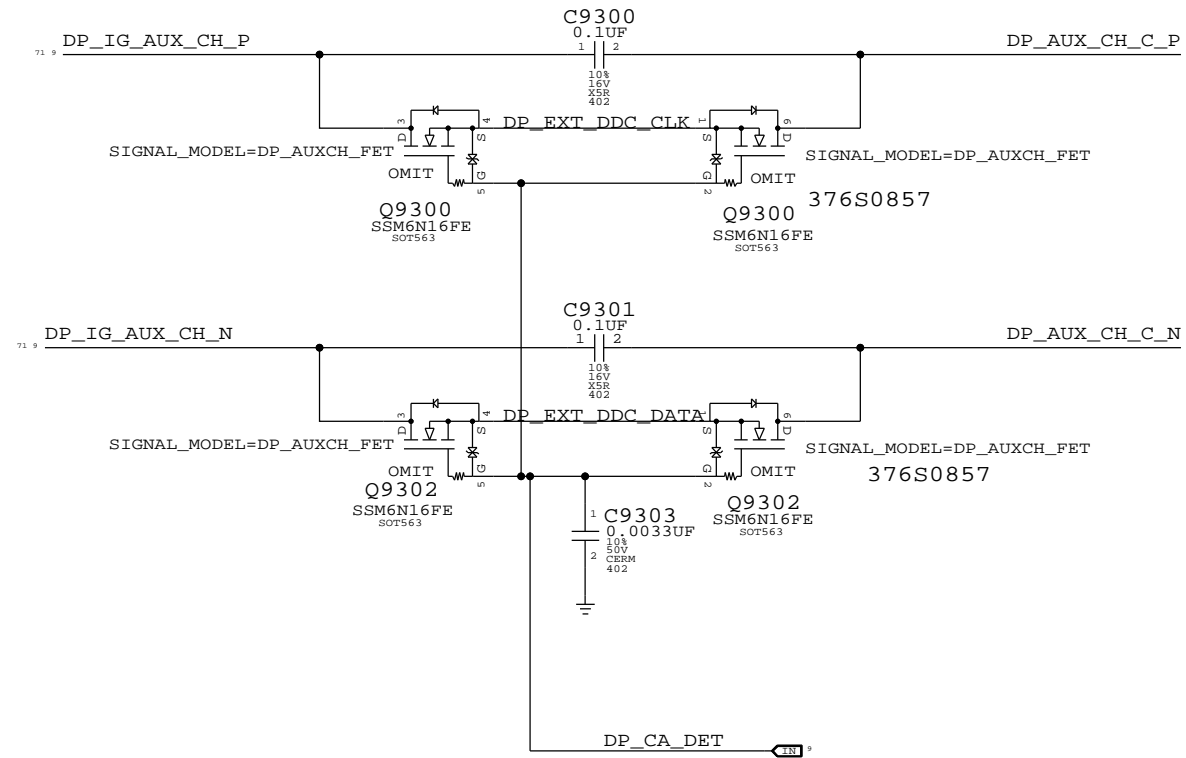 C9300
0.1UF
DP_IG_AUX_CH_P
DP_AUX_CH_C_P
71 9
1
2
10%
16V
X5R
402
3
D
4
S
DP_EXT_DDC_CLK
1
S
6
D
SIGNAL_MODEL=DP_AUXCH_FET
SIGNAL_MODEL=DP_AUXCH_FET
OMIT
G
5
G
2
OMIT
376S0857
Q9300
SSM6N16FE
SOT563
Q9300
SSM6N16FE
SOT563
C9301
0.1UF
DP_IG_AUX_CH_N
DP_AUX_CH_C_N
71 9
1
2
10%
16V
X5R
402
3
D
4
S
DP_EXT_DDC_DATA
1
S
6
D
SIGNAL_MODEL=DP_AUXCH_FET
SIGNAL_MODEL=DP_AUXCH_FET
OMIT
G
5
G
2
OMIT
376S0857
Q9302
SSM6N16FE
SOT563
Q9302
SSM6N16FE
SOT563
1
C9303
0.0033UF
10%
50V
2
CERM
402
DP_CA_DET
IN
9